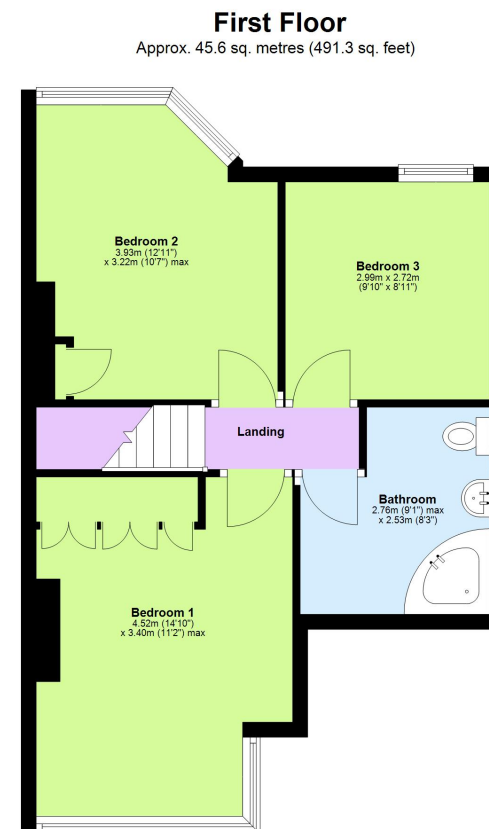 First Floor
Approx. 45.6 sq. metres (491.3 sq. feet)
Bedroom 2
3.93m (12'11")
x 3.22m (10'7") max
Bedroom 3
2.99m x 2.72m
(9'10" x 8'11")
Landing
Bathroom
2.76m (9'1") max
x 2.53m (8'3")
Bedroom 1
4.52m (14'10")
x 3.40m (11'2") max